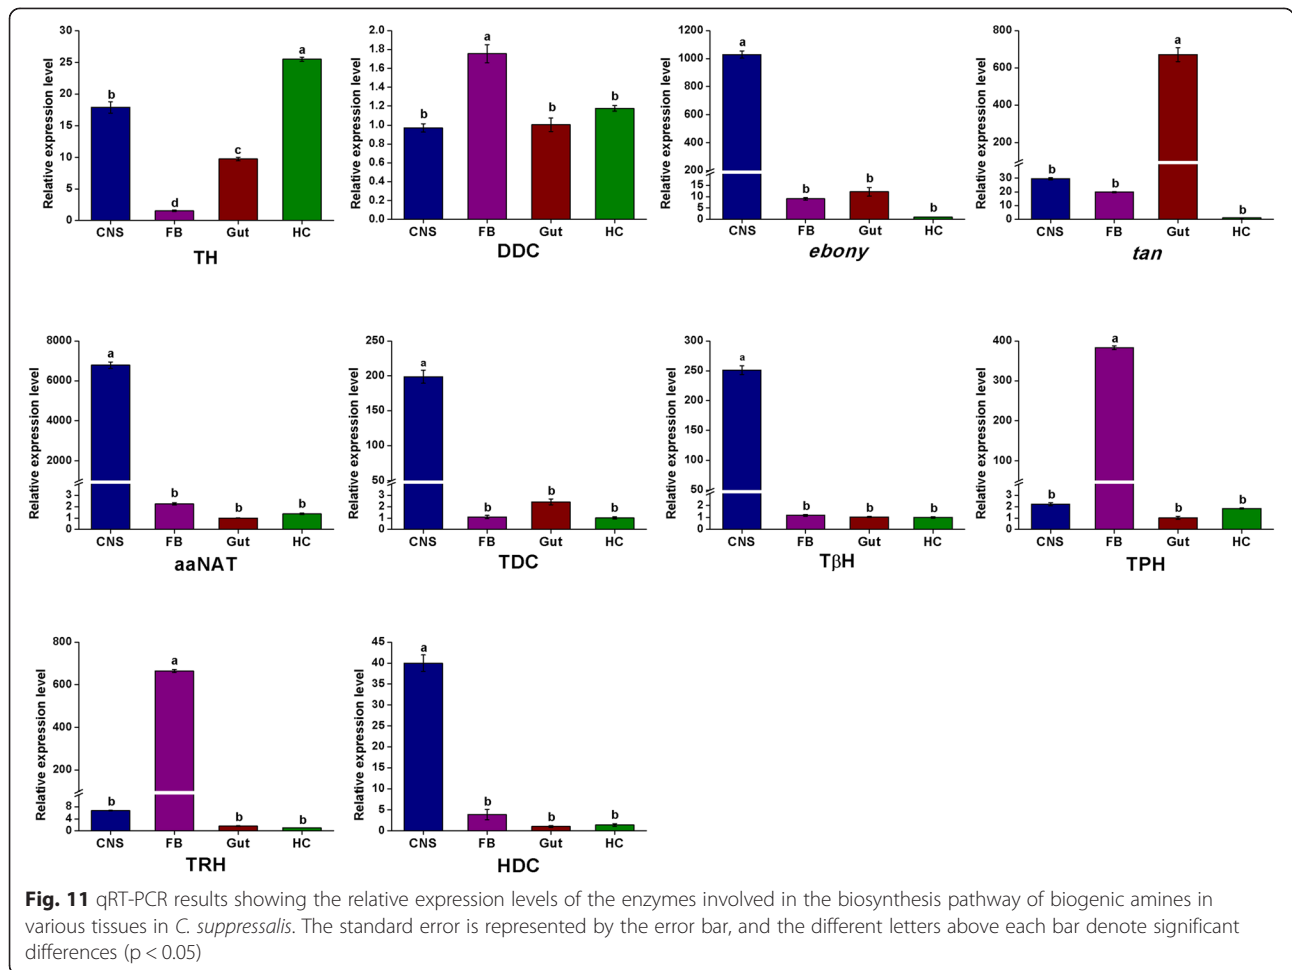 Relative expression level
30
25
20
15
10
5
0
b
d
c
a
CNS FB Gut HC
TH
Relative expression level
2.0
1.8
1.6
1.4
1.2
1.0
0.8
0.6
0.4
0.2
0.0
b
a
b
b
CNS FB Gut HC
DDC
Relative expression level
1200
1000
800
600
400
200
15
10
5
0
a
b
b
b
CNS FB Gut HC
ebony
Relative expression level
800
600
400
200
30
20
10
0
b
b
a
b
CNS FB Gut HC
tan
Relative expression level
8000
6000
4000
2000
3
2
1
0
a
b
b
b
CNS FB Gut HC
aaNAT
Relative expression level
250
200
150
100
50
3
2
1
0
a
b
b
b
CNS FB Gut HC
TDC
Relative expression level
300
250
200
150
100
50
2
1
0
a
b
b
b
CNS FB Gut HC
TβH
Relative expression level
400
300
200
100
3
2
1
0
b
a
b
b
CNS FB Gut HC
TPH
Relative expression level
800
600
400
200
8
4
0
b
a
b
b
CNS FB Gut HC
TRH
Relative expression level
45
40
35
30
25
20
15
10
5
0
a
b
b
b
CNS FB Gut HC
HDC
Fig. 11 qRT-PCR results showing the relative expression levels of the enzymes involved in the biosynthesis pathway of biogenic amines in
various tissues in C. suppressalis. The standard error is represented by the error bar, and the different letters above each bar denote significant
differences (p < 0.05)